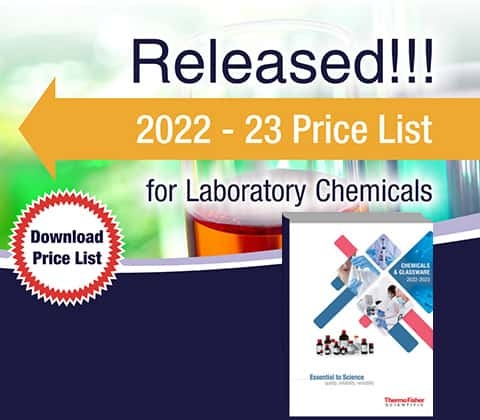 Released!!!
2022 - 23 Price List
for Laboratory Chemicals
Download
Price List
CHEMICALS
& GLASSWARE
2022-2023
Essential to Science
quality, reliability, versatility
ThermoFisher
SCIENTIFIC